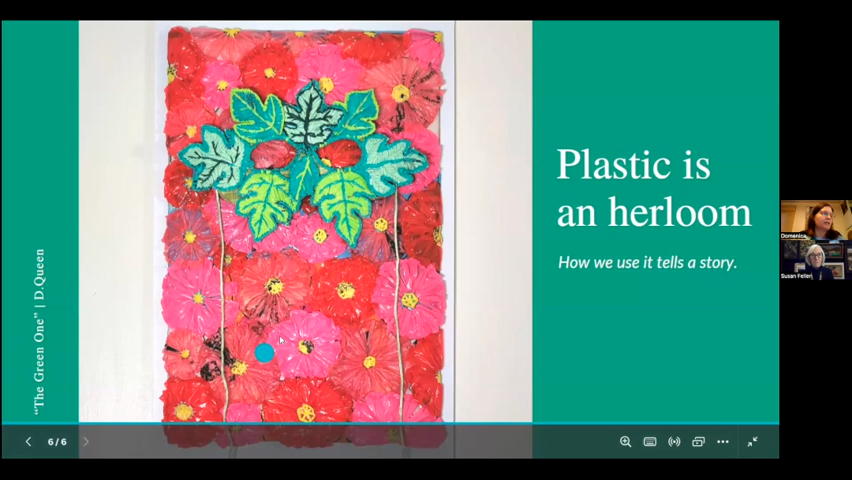 "The Green One" | D.Queen
Plastic is
an herloom
How we use it tells a story.
Domenica
Susan Feller
6/6